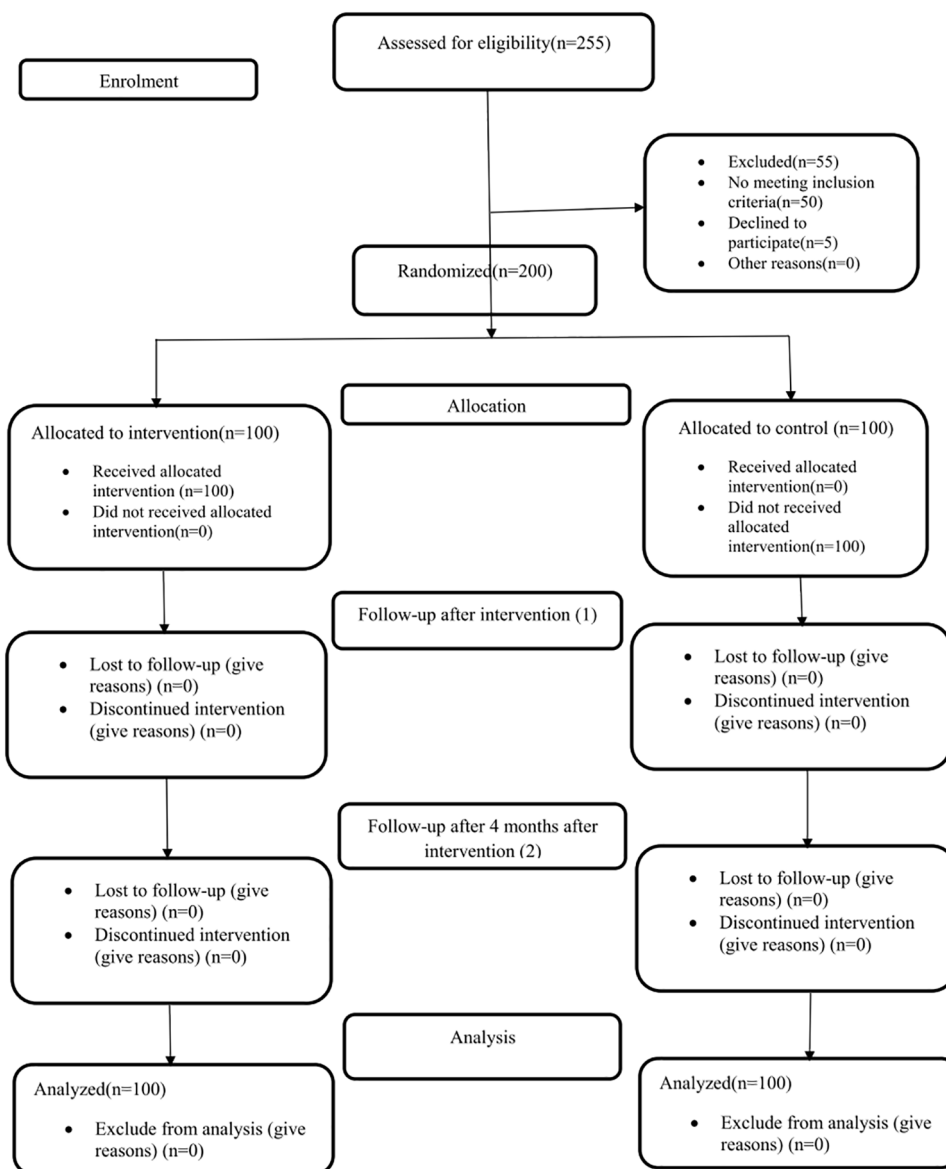 Assessed for eligibility(n=255)
Enrolment
• Excluded(n=55)
• No meeting inclusion
criteria(n=50)
• Declined to
participate(n=5)
• Other reasons(n=0)
Randomized(n=200)
Allocation
Allocated to intervention(n=100)
• Received allocated
intervention (n=100)
• Did not received allocated
intervention(n=0)
Allocated to control (n=100)
• Received allocated
intervention(n=0)
• Did not received
allocated
intervention(n=100)
Follow-up after intervention (1)
• Lost to follow-up (give
reasons) (n=0)
• Discontinued intervention
(give reasons) (n=0)
• Lost to follow-up (give
reasons) (n=0)
• Discontinued intervention
(give reasons) (n=0)
Follow-up after 4 months after
intervention (2)
• Lost to follow-up (give
reasons) (n=0)
• Discontinued intervention
(give reasons) (n=0)
• Lost to follow-up (give
reasons) (n=0)
• Discontinued intervention
(give reasons) (n=0)
Analysis
Analyzed(n=100)
• Exclude from analysis (give
reasons) (n=0)
Analyzed(n=100)
• Exclude from analysis (give
reasons) (n=0)